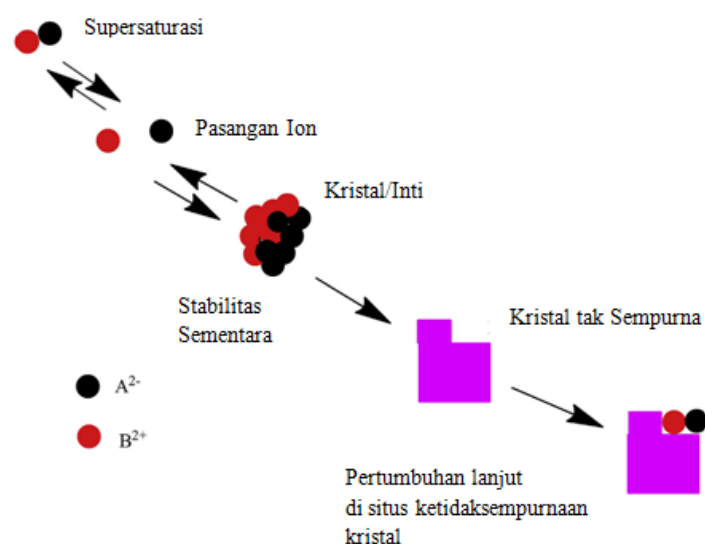 Supersaturasi
Pasangan Ion
Kristal/Inti
Stabilitas
Sementara
Kristal tak Sempurna
A²⁻
B²⁺
Pertumbuhan lanjut
di situs ketidaksempurnaan
kristal